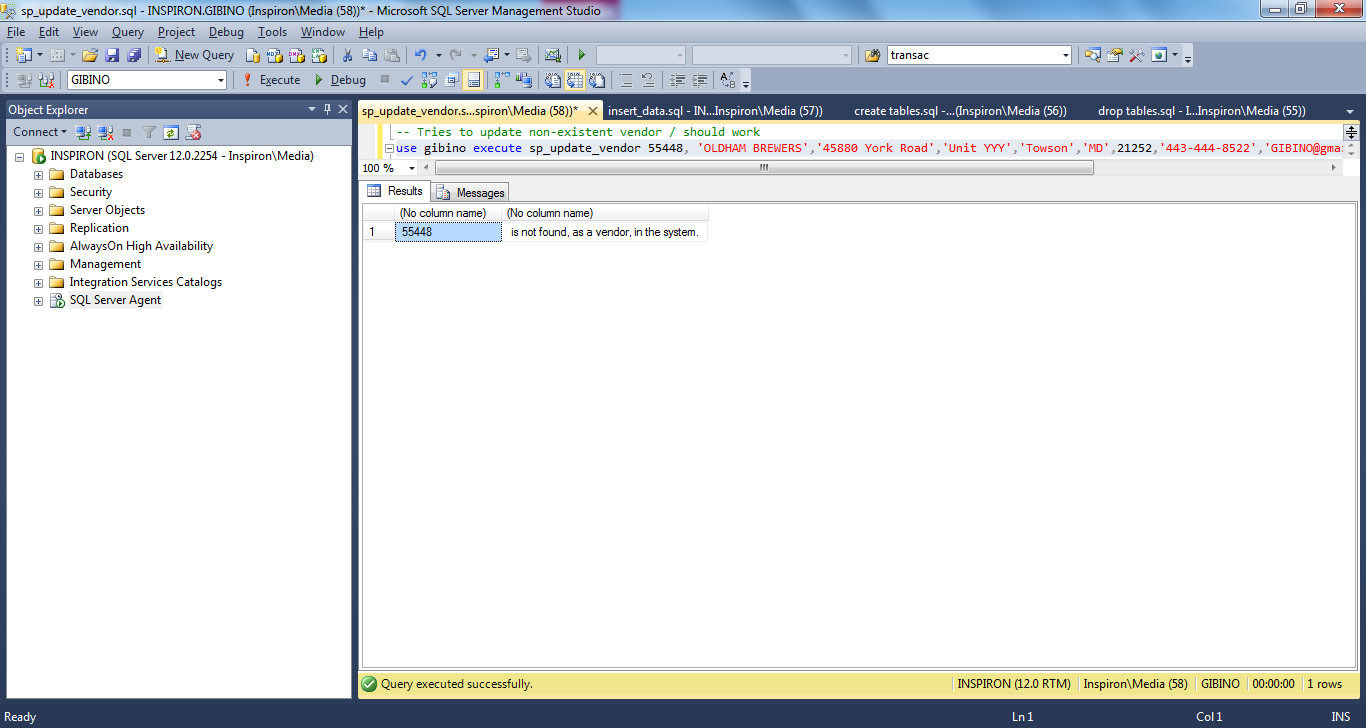 sp_update_vendor.sql - INSPIRON.GIBINO (Inspiron\Media (58))* - Microsoft SQL Server Management Studio
File Edit View Query Project Debug Tools Window Help
New Query transac
GIBINO Execute Debug
Object Explorer
Connect
INSPIRON (SQL Server 12.0.2254 - Inspiron\Media)
Databases
Security
Server Objects
Replication
AlwaysOn High Availability
Management
Integration Services Catalogs
SQL Server Agent
sp_update_vendor.s...spiron\Media (58))* insert_data.sql - IN...Inspiron\Media (57)) create tables.sql -...(Inspiron\Media (56)) drop tables.sql - I...Inspiron\Media (55))
-- Tries to update non-existent vendor / should work
use gibino execute sp_update_vendor 55448, 'OLDHAM BREWERS','45880 York Road','Unit YYY','Towson','MD',21252,'443-444-8522','GIBINO@gmai
100 %
Results Messages
(No column name) (No column name)
1 55448 is not found, as a vendor, in the system.
Query executed successfully. INSPIRON (12.0 RTM) Inspiron\Media (58) GIBINO 00:00:00 1 rows
Ready Ln 1 Col 1 INS